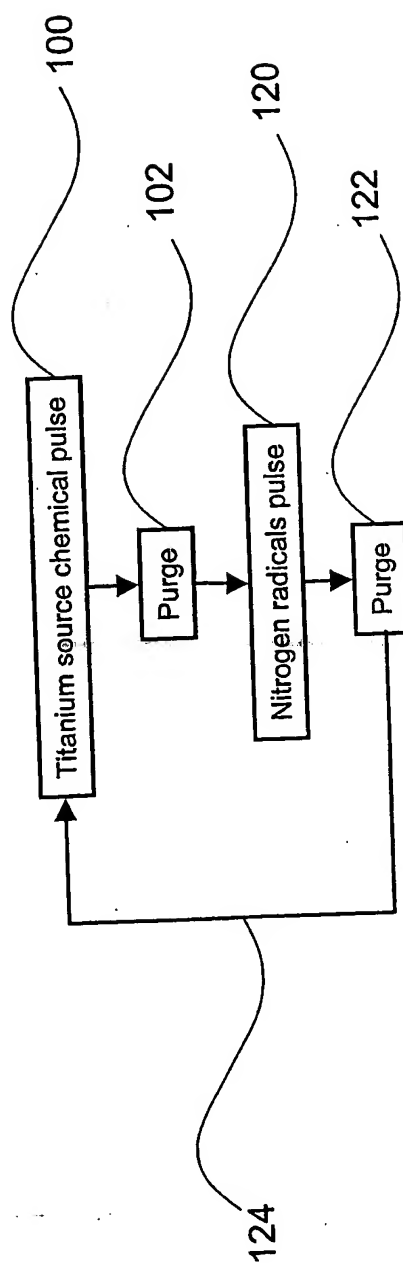 Titanium source chemical pulse
100
Purge
102
Nitrogen radicals pulse
120
Purge
122
124